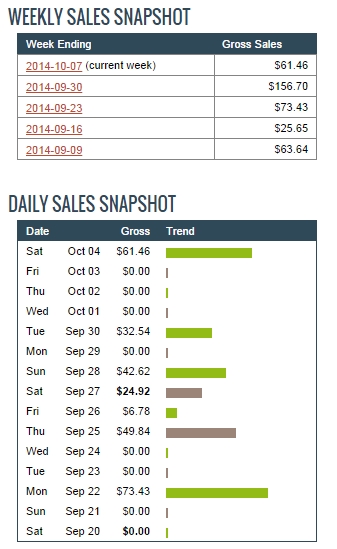 WEEKLY SALES SNAPSHOT
Week Ending Gross Sales
2014-10-07 (current week) $61.46
2014-09-30 $156.70
2014-09-23 $73.43
2014-09-16 $25.65
2014-09-09 $63.64
DAILY SALES SNAPSHOT
Date Gross Trend
Sat Oct 04 $61.46
Fri Oct 03 $0.00
Thu Oct 02 $0.00
Wed Oct 01 $0.00
Tue Sep 30 $32.54
Mon Sep 29 $0.00
Sun Sep 28 $42.62
Sat Sep 27 $24.92
Fri Sep 26 $6.78
Thu Sep 25 $49.84
Wed Sep 24 $0.00
Tue Sep 23 $0.00
Mon Sep 22 $73.43
Sun Sep 21 $0.00
Sat Sep 20 $0.00